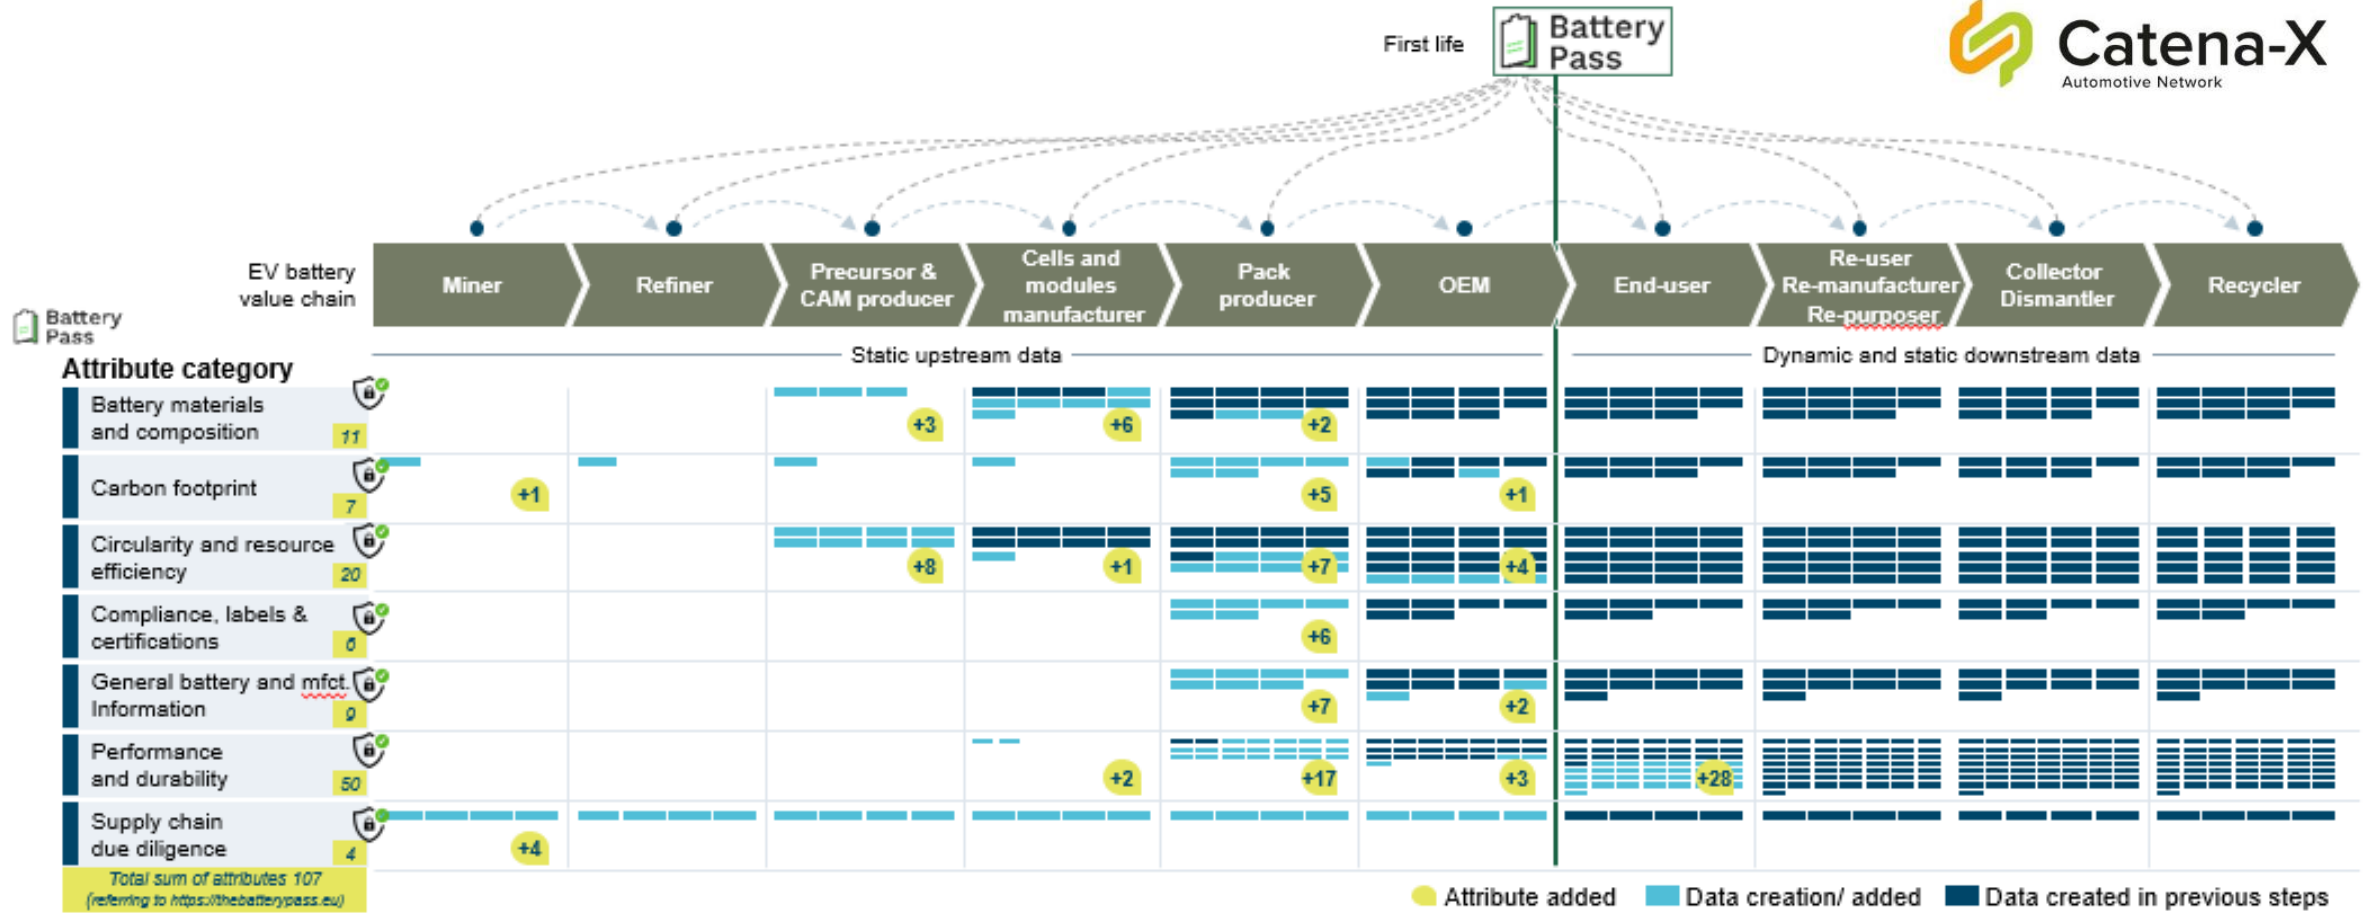 First life
Battery
Pass
Catena-X
Automotive Network
EV battery
value chain
Miner
Refiner
Precursor &
CAM producer
Cells and
modules
manufacturer
Pack
producer
OEM
End-user
Re-user
Re-manufacturer
Re-purposer
Collector
Dismantler
Recycler
Battery
Pass
Static upstream data
Dynamic and static downstream data
Attribute category
Battery materials
and composition
11
+3
+6
+2
Carbon footprint
7
+1
+5
+1
Circularity and resource
efficiency
20
+8
+1
+7
+4
Compliance, labels &
certifications
6
+6
General battery and mfct.
Information
9
+7
+2
Performance
and durability
50
+2
+17
+3
+28
Supply chain
due diligence
4
+4
Total sum of attributes 107
(referring to https://thebatterypass.eu)
Attribute added
Data creation/ added
Data created in previous steps